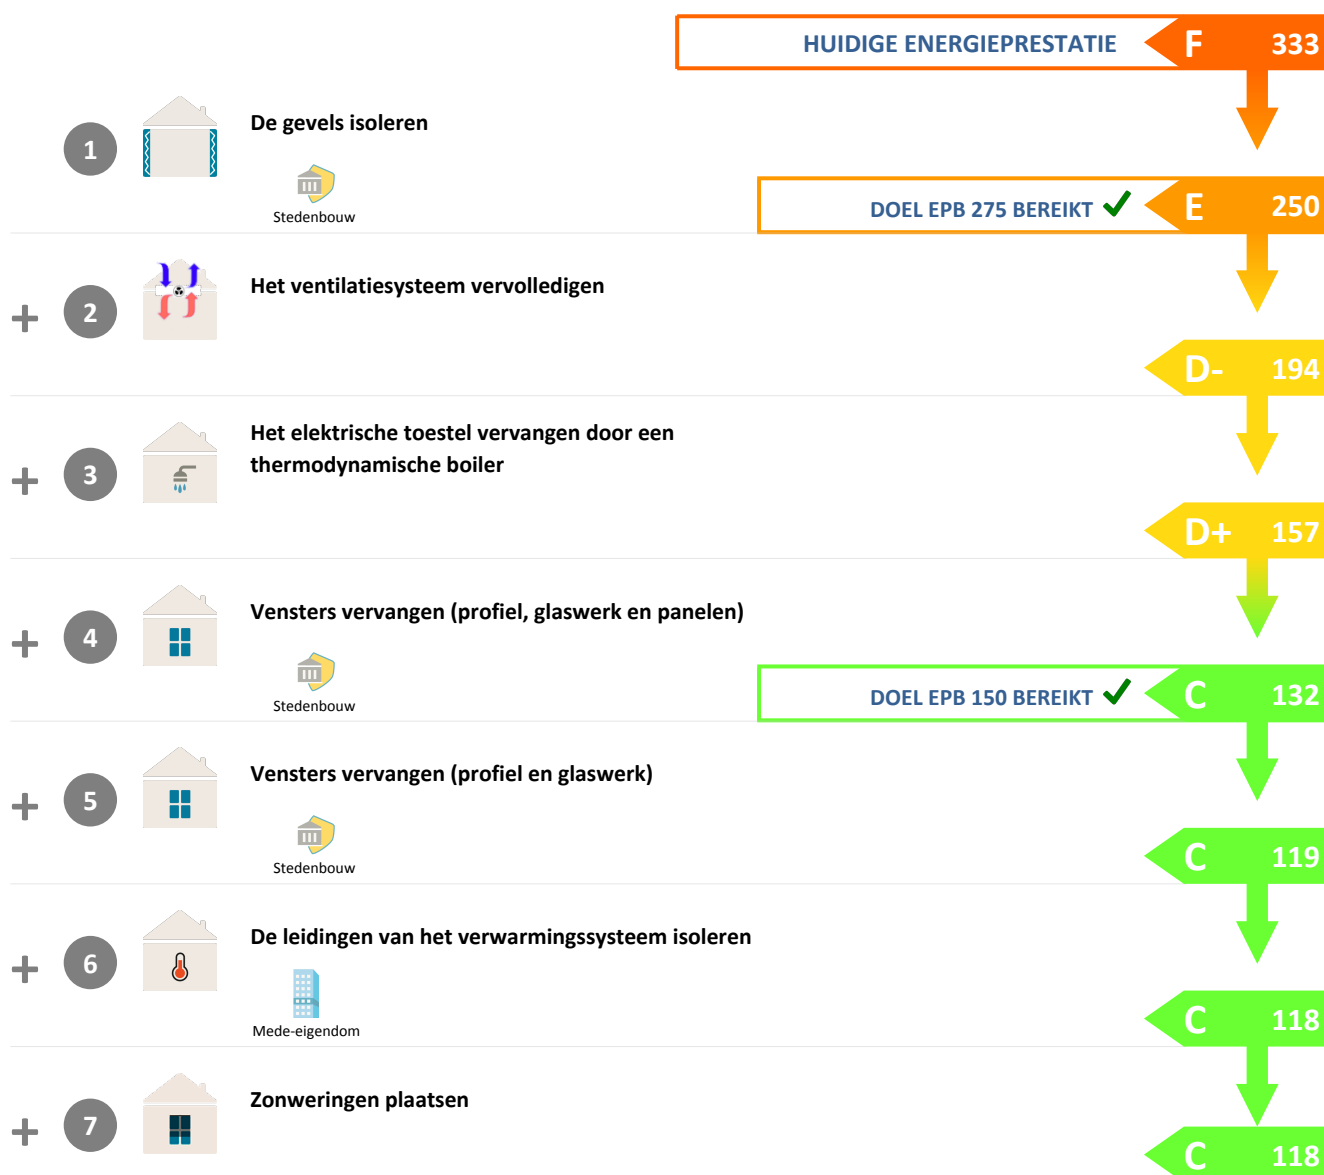 HUIDIGE ENERGIEPRESTATIE F 333
1 De gevels isoleren
Stedenbouw
DOEL EPB 275 BEREIKT ✓ E 250
+ 2 Het ventilatiesysteem vervolledigen
D- 194
+ 3 Het elektrische toestel vervangen door een
thermodynamische boiler
D+ 157
+ 4 Vensters vervangen (profiel, glaswerk en panelen)
Stedenbouw
DOEL EPB 150 BEREIKT ✓ C 132
+ 5 Vensters vervangen (profiel en glaswerk)
Stedenbouw
C 119
+ 6 De leidingen van het verwarmingssysteem isoleren
Mede-eigendom
C 118
+ 7 Zonweringen plaatsen
C 118